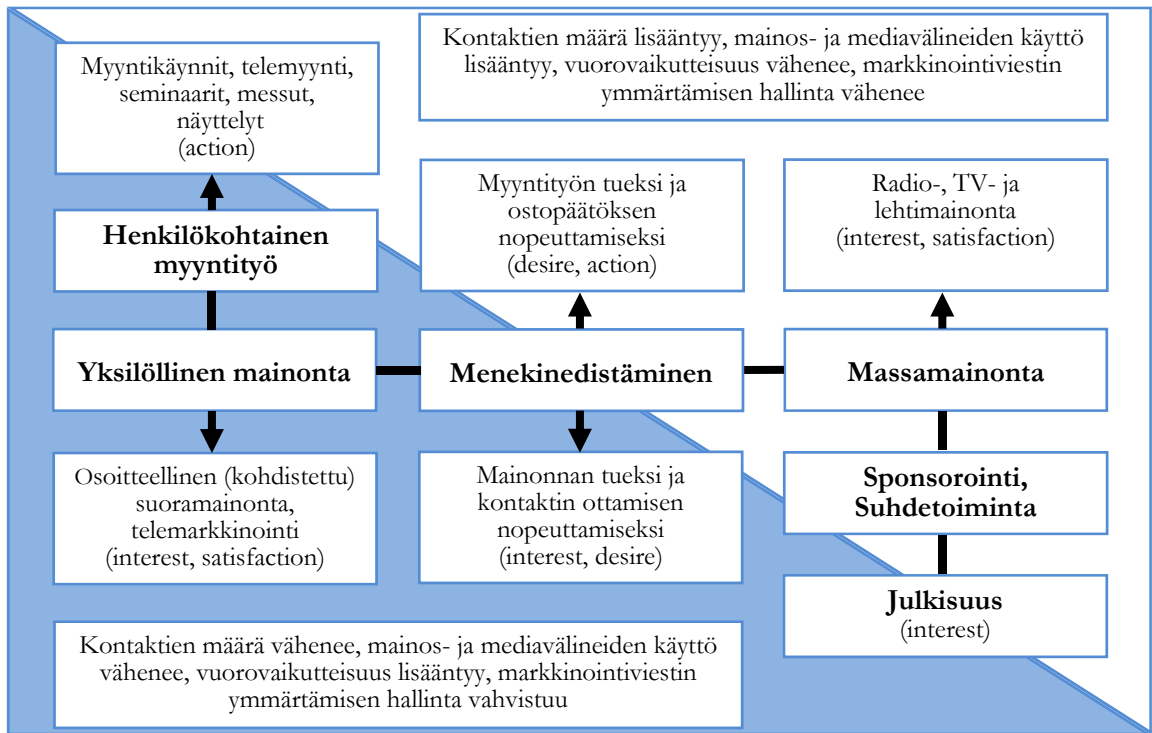 Kontaktien määrä lisääntyy, mainos- ja mediavälineiden käyttö
lisääntyy, vuorovaikutteisuus vähenee, markkinointiviestin
ymmärtämisen hallinta vähenee
Myyntikäynnit, telemyynti,
seminaarit, messut,
näyttelyt
(action)
Myyntityön tueksi ja
ostopäätöksen
nopeuttamiseksi
(desire, action)
Radio-, TV- ja
lehtimainonta
(interest, satisfaction)
Henkilökohtainen
myyntityö
Yksilöllinen mainonta
Menekinedistäminen
Massamainonta
Osoitteellinen (kohdistettu)
suoramainonta,
telemarkkinointi
(interest, satisfaction)
Mainonnan tueksi ja
kontaktin ottamisen
nopeuttamiseksi
(interest, desire)
Sponsorointi,
Suhdetoiminta
Julkisuus
(interest)
Kontaktien määrä vähenee, mainos- ja mediavälineiden käyttö
vähenee, vuorovaikutteisuus lisääntyy, markkinointiviestin
ymmärtämisen hallinta vahvistuu